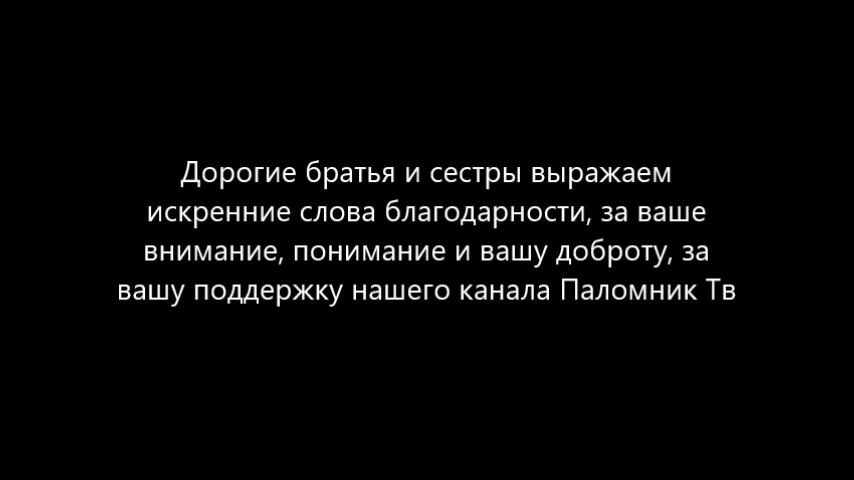 Дорогие братья и сестры выражаем
искренние слова благодарности, за ваше
внимание, понимание и вашу доброту, за
вашу поддержку нашего канала Паломник Тв